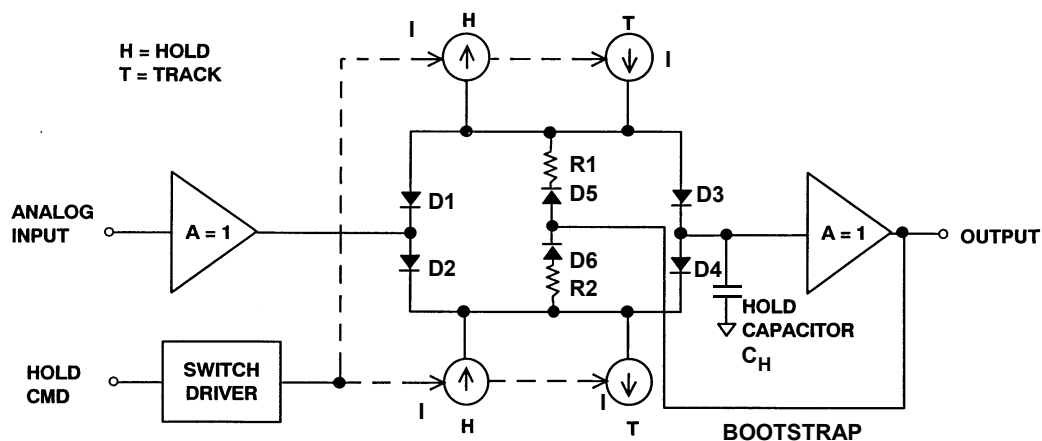 H = HOLD
T = TRACK
I
H
T
I
R1
D5
D1
D3
ANALOG
INPUT
A = 1
A = 1
OUTPUT
D2
D6
R2
D4
HOLD
CAPACITOR
CH
HOLD
CMD
SWITCH
DRIVER
I
H
I
T
BOOTSTRAP